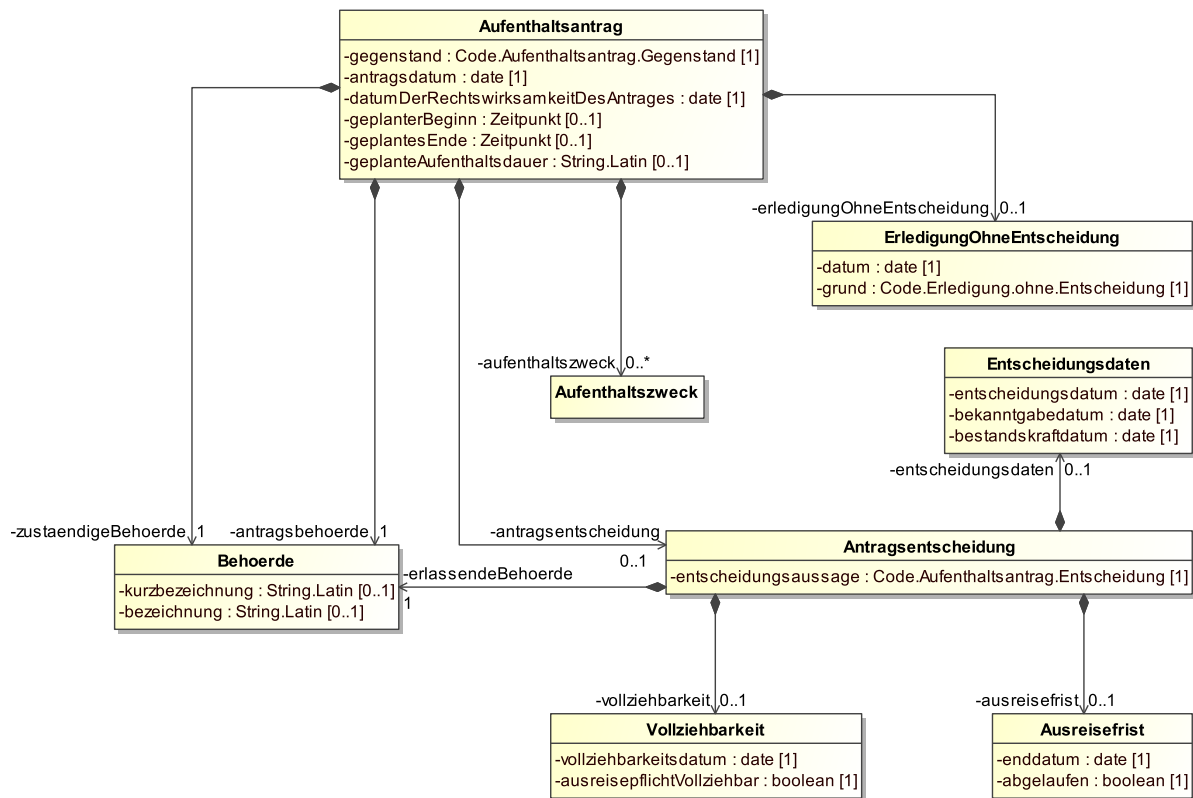 Aufenthaltsantrag
-gegenstand : Code.Aufenthaltsantrag.Gegenstand [1]
-antragsdatum : date [1]
-datumDerRechtswirksamkeitDesAntrages : date [1]
-geplanterBeginn : Zeitpunkt [0..1]
-geplantesEnde : Zeitpunkt [0..1]
-geplanteAufenthaltsdauer : String.Latin [0..1]
-erledigungOhneEntscheidung 0..1
ErledigungOhneEntscheidung
-datum : date [1]
-grund : Code.Erledigung.ohne.Entscheidung [1]
-aufenthaltszweck 0..*
Aufenthaltszweck
Entscheidungsdaten
-entscheidungsdatum : date [1]
-bekanntgabedatum : date [1]
-bestandskraftdatum : date [1]
-entscheidungsdaten 0..1
-zustaendigeBehoerde 1
-antragsbehoerde 1
-antragsentscheidung
0..1
Behoerde
-kurzbezeichnung : String.Latin [0..1]
-bezeichnung : String.Latin [0..1]
-erlassendeBehoerde
1
Antragsentscheidung
-entscheidungsaussage : Code.Aufenthaltsantrag.Entscheidung [1]
-vollziehbarkeit 0..1
-ausreisefrist 0..1
Vollziehbarkeit
-vollziehbarkeitsdatum : date [1]
-ausreisepflichtVollziehbar : boolean [1]
Ausreisefrist
-enddatum : date [1]
-abgelaufen : boolean [1]